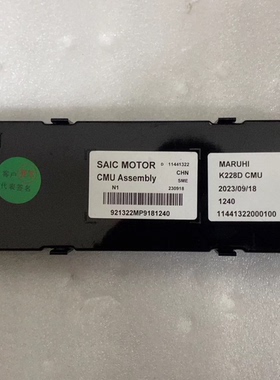 SAIC MOTOR
11441322
CMU Assembly
CHN
SME
N1
230918
921322MP9181240
MARUHI
K228D CMU
2023/09/18
1240
11441322000100